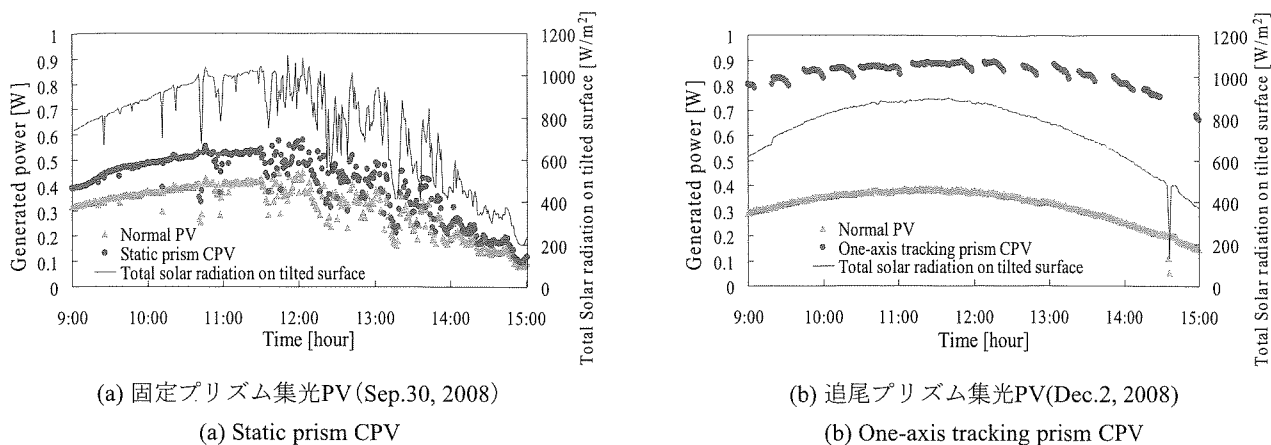 1
0.9
0.8
0.7
0.6
0.5
0.4
0.3
0.2
0.1
0
Generated power [W]
1200
1000
800
600
400
200
0
Total Solar radiation on tilted surface [W/m²]
Normal PV
Static prism CPV
Total solar radiation on tilted surface
9:00 10:00 11:00 12:00 13:00 14:00 15:00
Time [hour]
(a) 固定プリズム集光PV(Sep.30, 2008)
(a) Static prism CPV
1
0.9
0.8
0.7
0.6
0.5
0.4
0.3
0.2
0.1
0
Generated power [W]
1200
1000
800
600
400
200
0
Total Solar radiation on tilted surface [W/m²]
Normal PV
One-axis tracking prism CPV
Total solar radiation on tilted surface
9:00 10:00 11:00 12:00 13:00 14:00 15:00
Time [hour]
(b) 追尾プリズム集光PV(Dec.2, 2008)
(b) One-axis tracking prism CPV